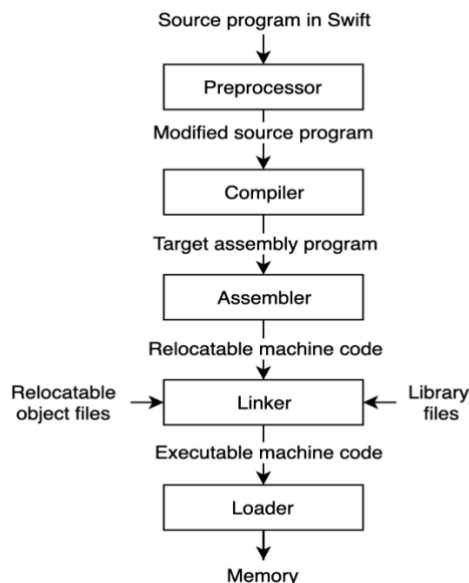 Source program in Swift
Preprocessor
Modified source program
Compiler
Target assembly program
Assembler
Relocatable machine code
Relocatable
object files
Linker
Library
files
Executable machine code
Loader
Memory